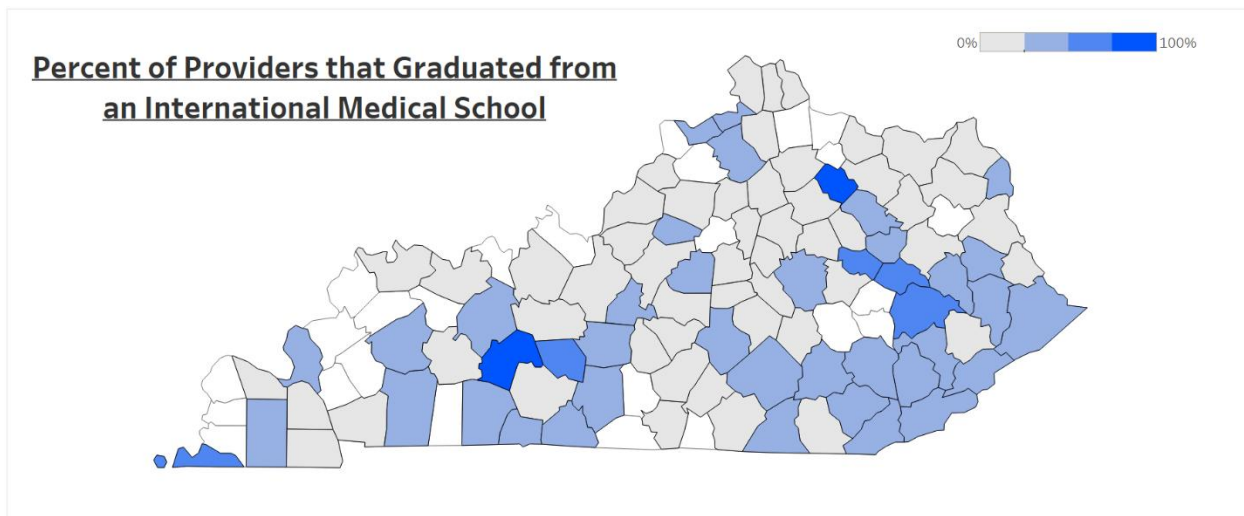 Percent of Providers that Graduated from
an International Medical School
0% 100%